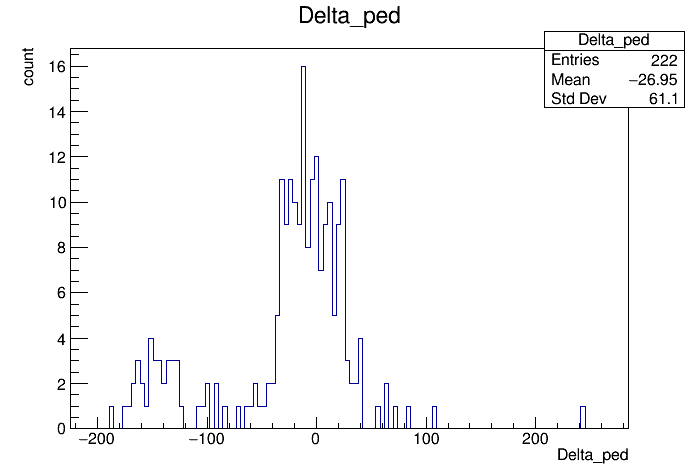 Delta_ped
count
Delta_ped
Entries 222
Mean −26.95
Std Dev 61.1
16
14
12
10
8
6
4
2
0
−200 −100 0 100 200
Delta_ped